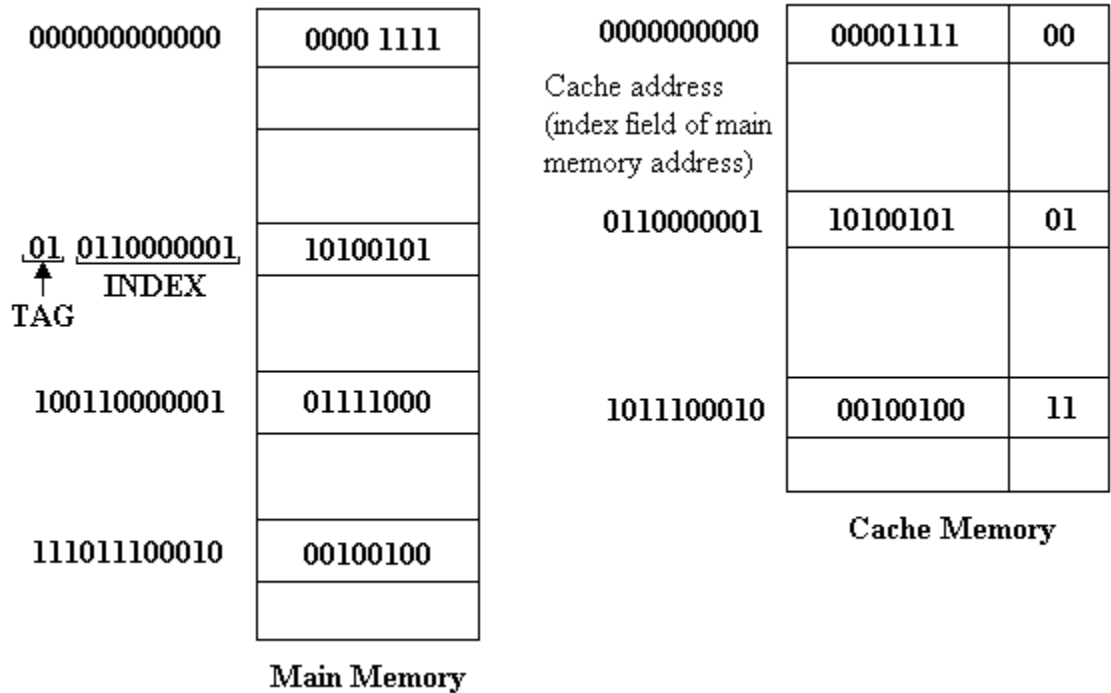 000000000000
0000 1111
01 0110000001
INDEX
TAG
10100101
100110000001
01111000
111011100010
00100100
Main Memory
0000000000
00001111
00
Cache address
(index field of main
memory address)
0110000001
10100101
01
1011100010
00100100
11
Cache Memory